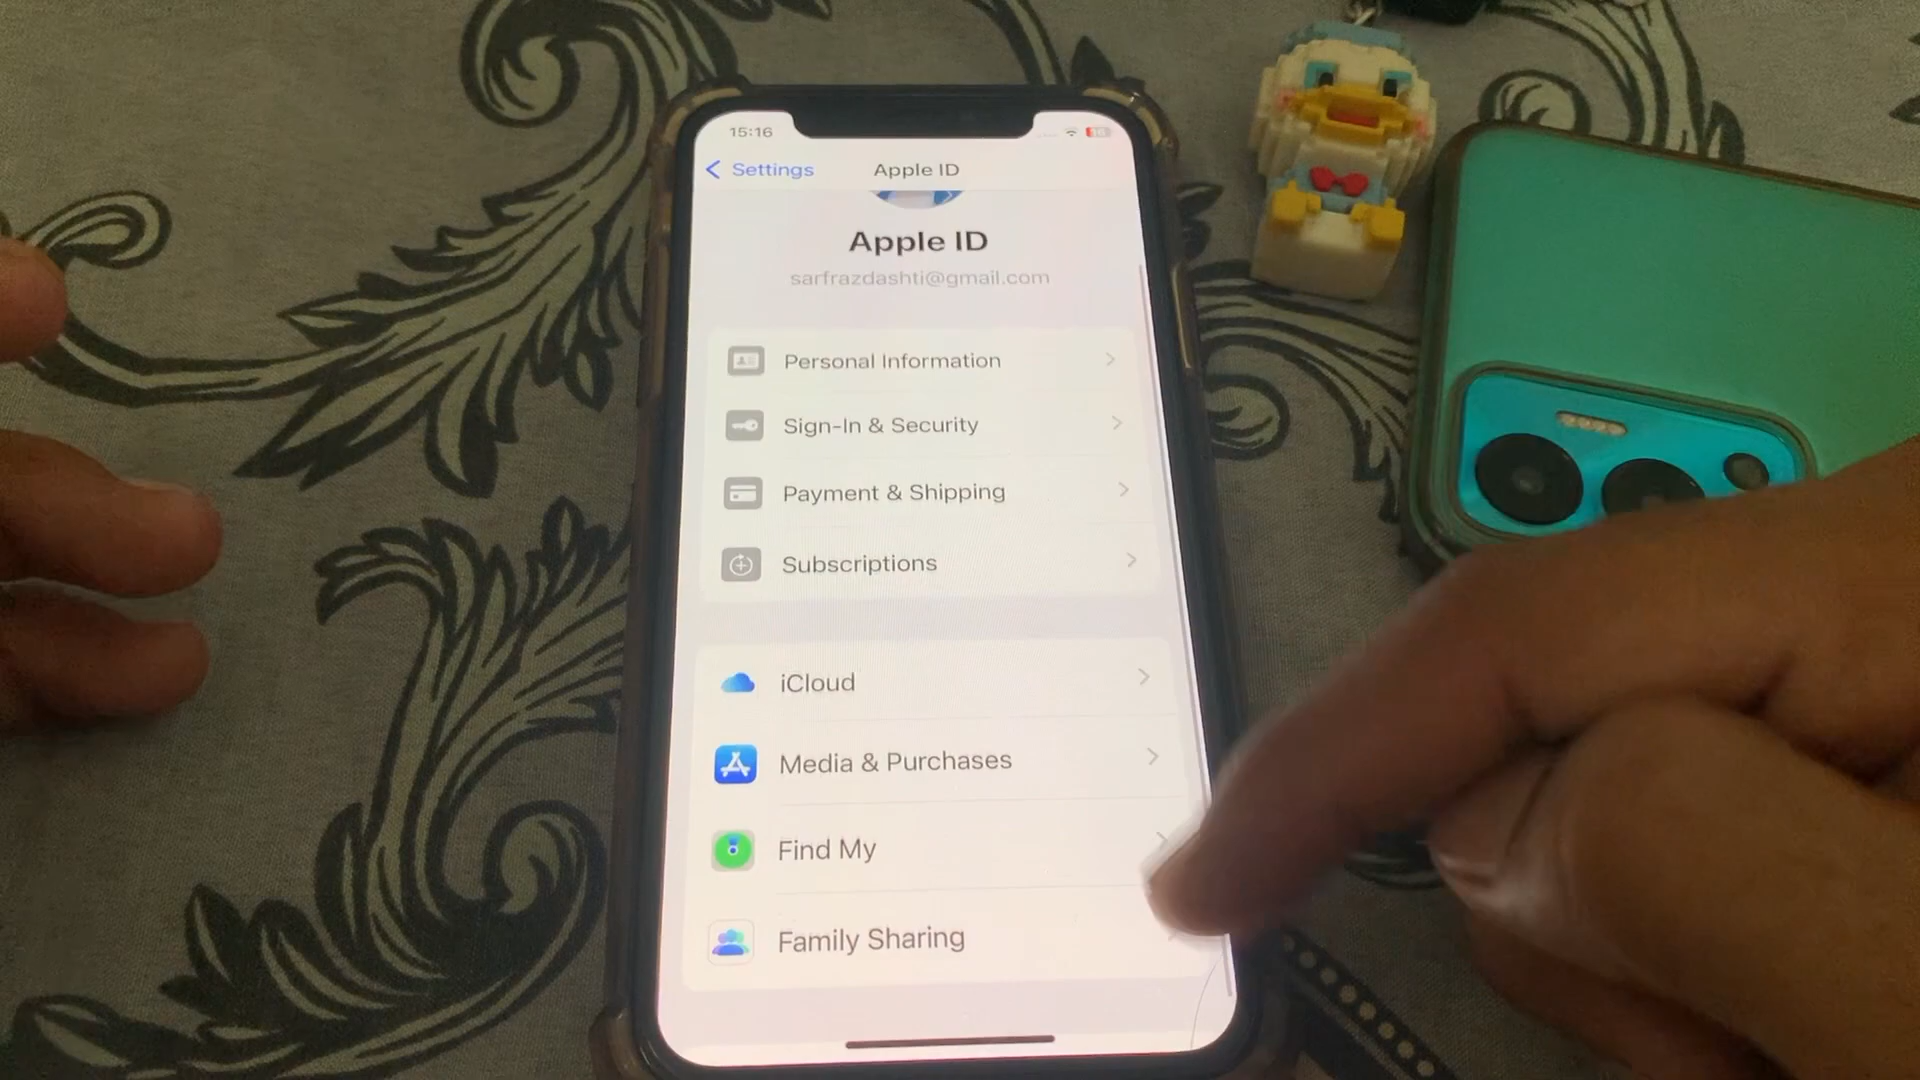 15:16
Settings
Apple ID
Apple ID
sarfrazdashti@gmail.com
Personal Information
Sign-In & Security
Payment & Shipping
Subscriptions
iCloud
Media & Purchases
Find My
Family Sharing